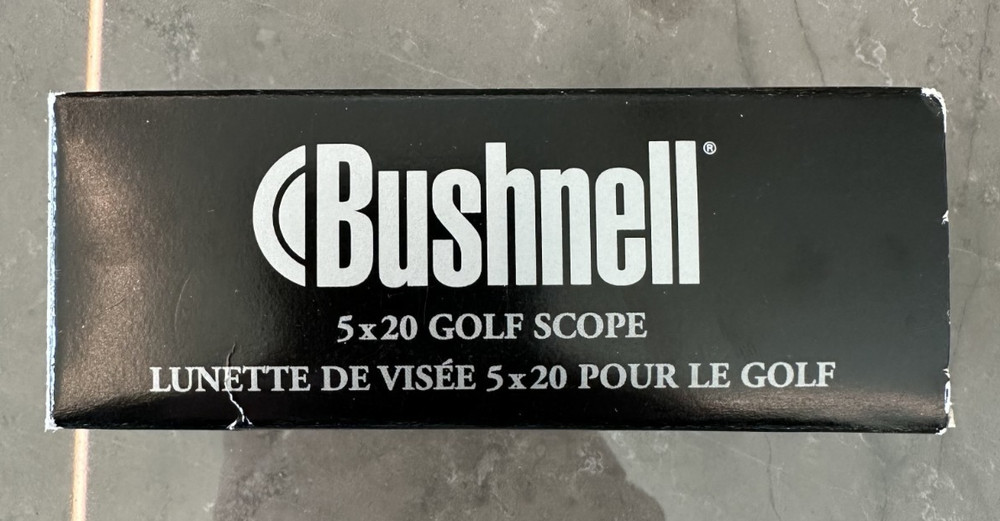 Bushnell®
5x20 GOLF SCOPE
LUNETTE DE VISÉE 5x20 POUR LE GOLF